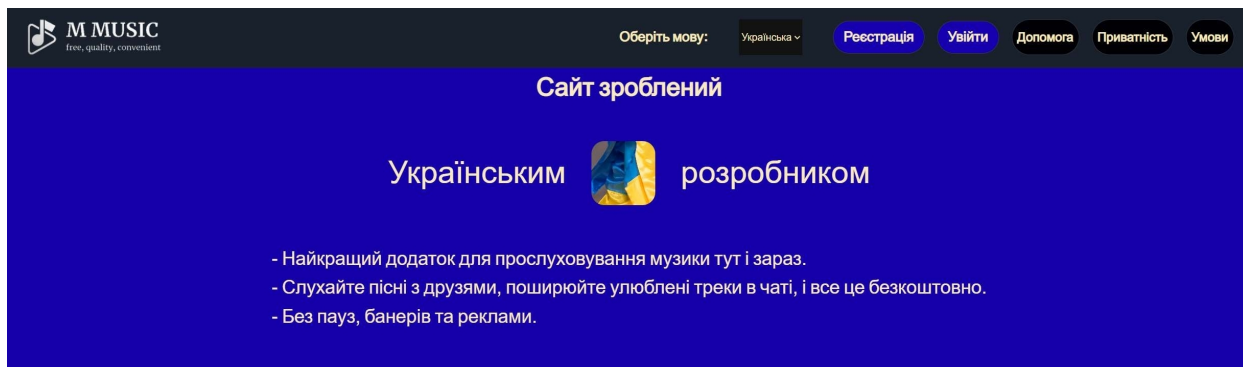 M MUSIC
free, quality, convenient
Оберіть мову: Українська Реєстрація Увійти Допомога Приватність Умови
Сайт зроблений
Українським розробником
- Найкращий додаток для прослуховування музики тут і зараз.
- Слухайте пісні з друзями, поширюйте улюблені треки в чаті, і все це безкоштовно.
- Без пауз, банерів та реклами.